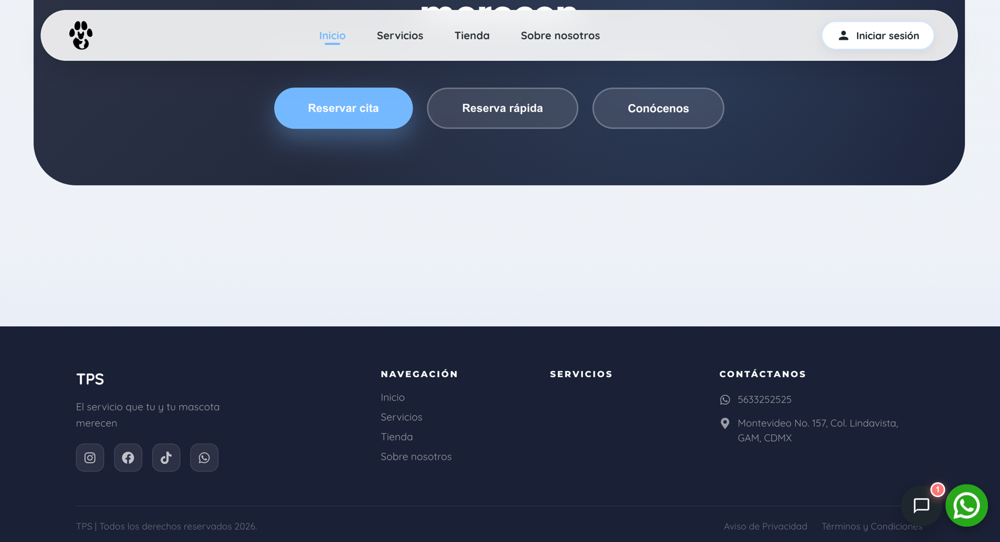 merecen
Inicio
Servicios
Tienda
Sobre nosotros
Iniciar sesión
Reservar cita
Reserva rápida
Conócenos
TPS
El servicio que tu y tu mascota
merecen
NAVEGACIÓN
Inicio
Servicios
Tienda
Sobre nosotros
SERVICIOS
CONTÁCTANOS
5633252525
Montevideo No. 157, Col. Lindavista,
GAM, CDMX
1
TPS | Todos los derechos reservados 2026.
Aviso de Privacidad
Términos y Condiciones